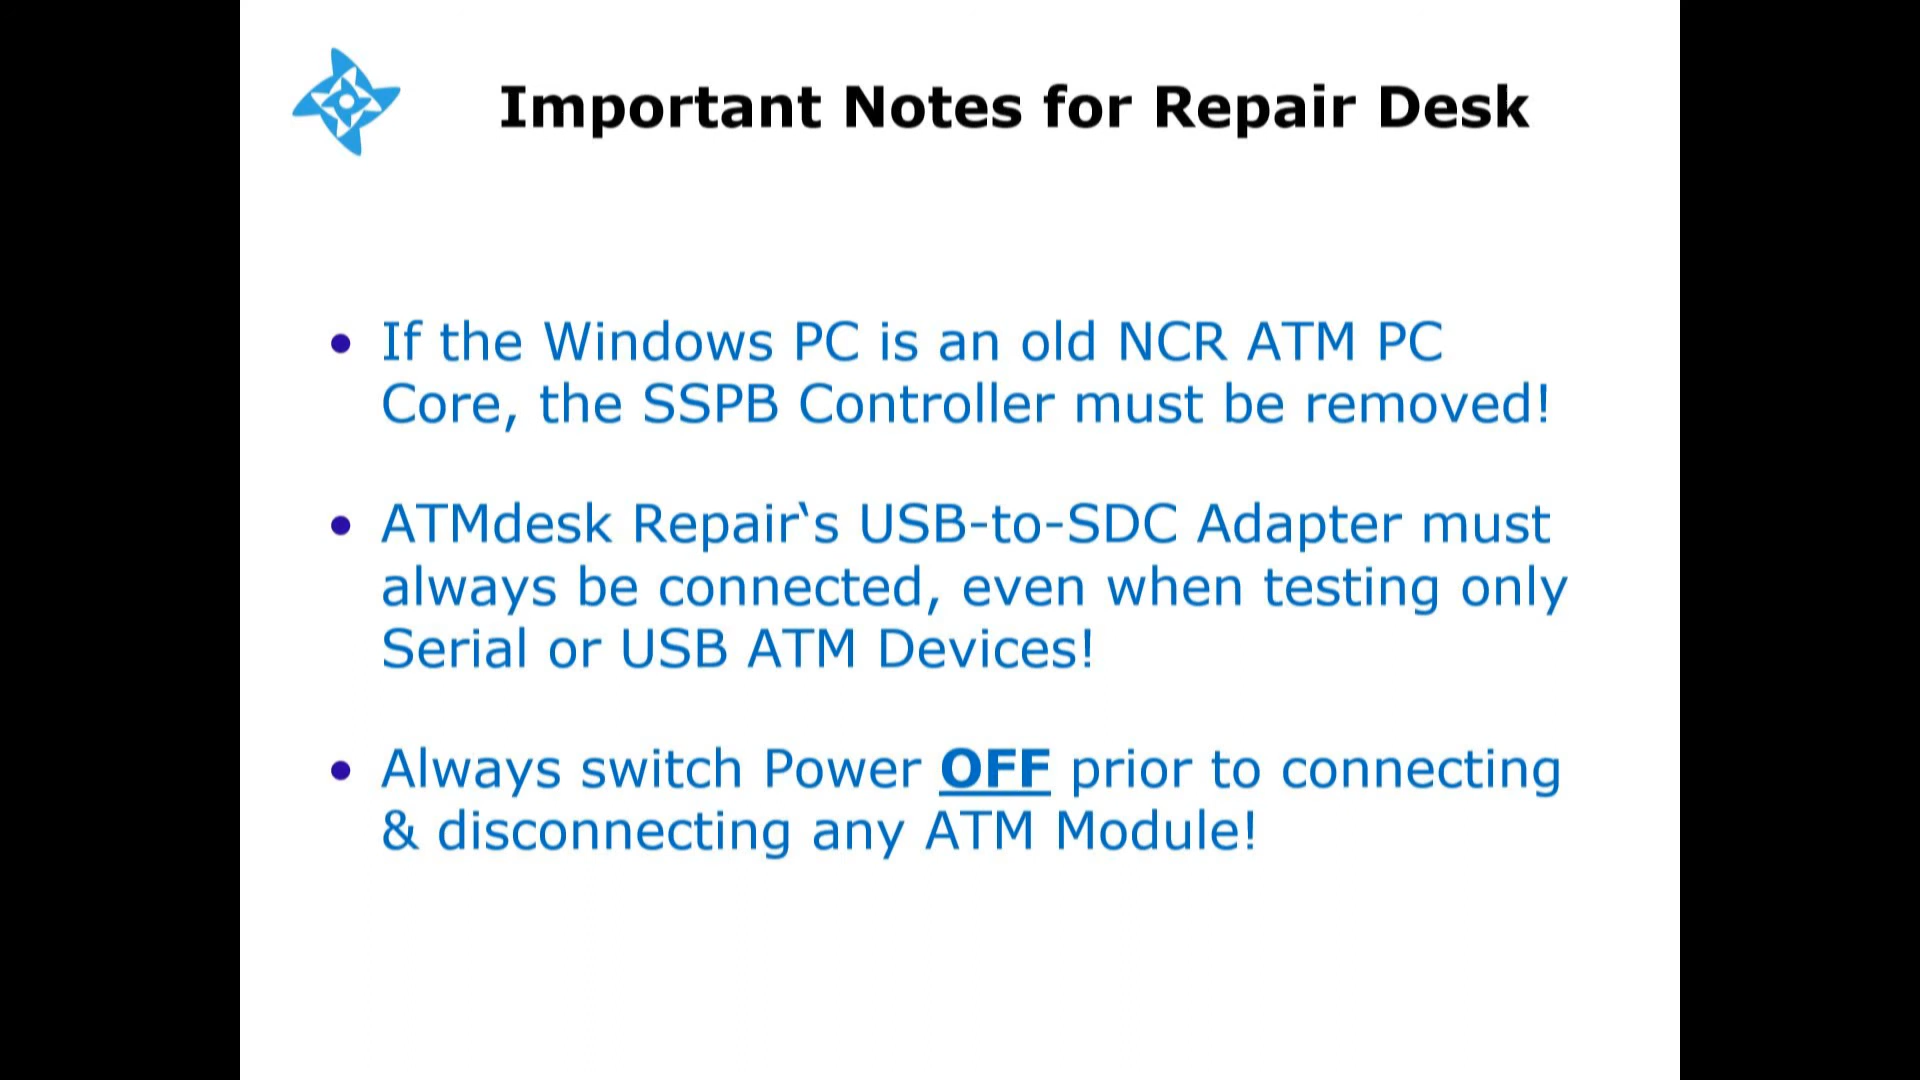 Important Notes for Repair Desk
• If the Windows PC is an old NCR ATM PC
Core, the SSPB Controller must be removed!
• ATMdesk Repair‛s USB-to-SDC Adapter must
always be connected, even when testing only
Serial or USB ATM Devices!
• Always switch Power OFF prior to connecting
& disconnecting any ATM Module!